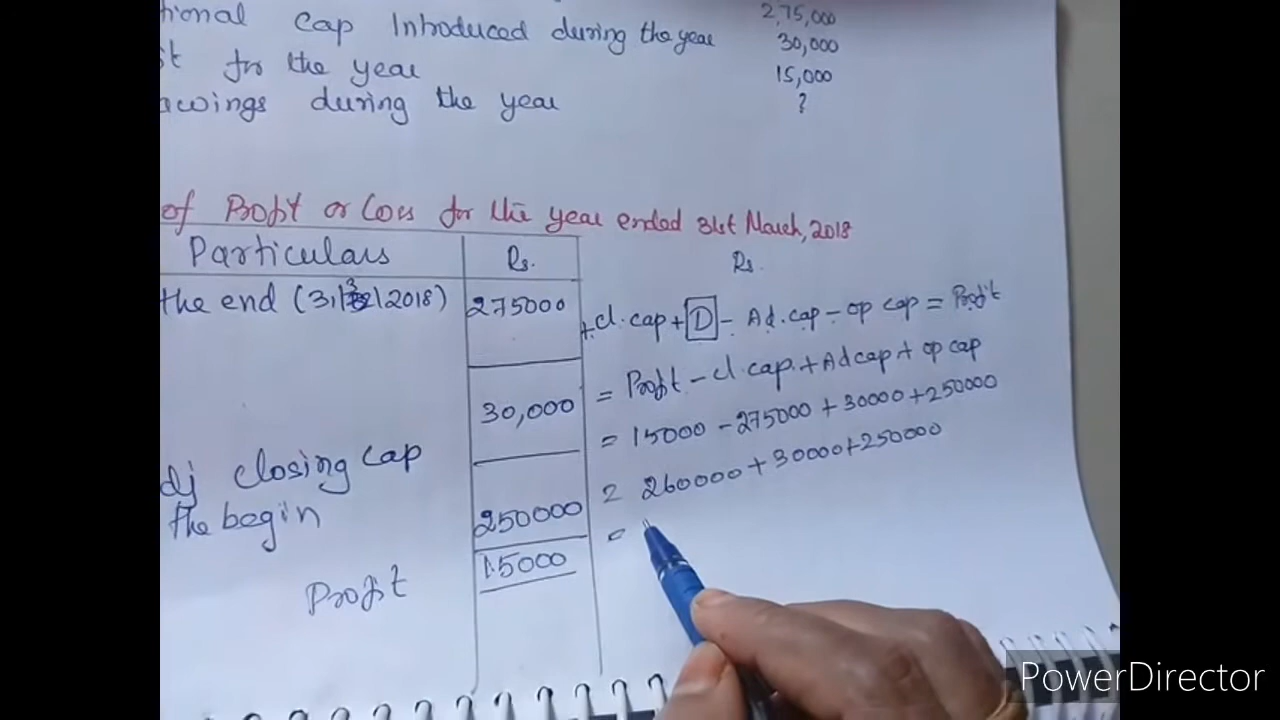 tional Cap Introduced during the year 2,75,000
30,000
it for the year 15,000
awings during the year ?
of Profit or Loss for the year ended 31st March, 2018
Particulars Rs. Rs.
the end (31/3/2018) 275000 + cl. cap + D - Ad. cap - op cap = Profit
= Profit - cl. cap. + Ad cap + op cap
30,000 = 15000 - 275000 + 30000 + 250000
dj closing cap = 260000 + 30000 + 250000
the begin 250000 =
Profit 15000
PowerDirector